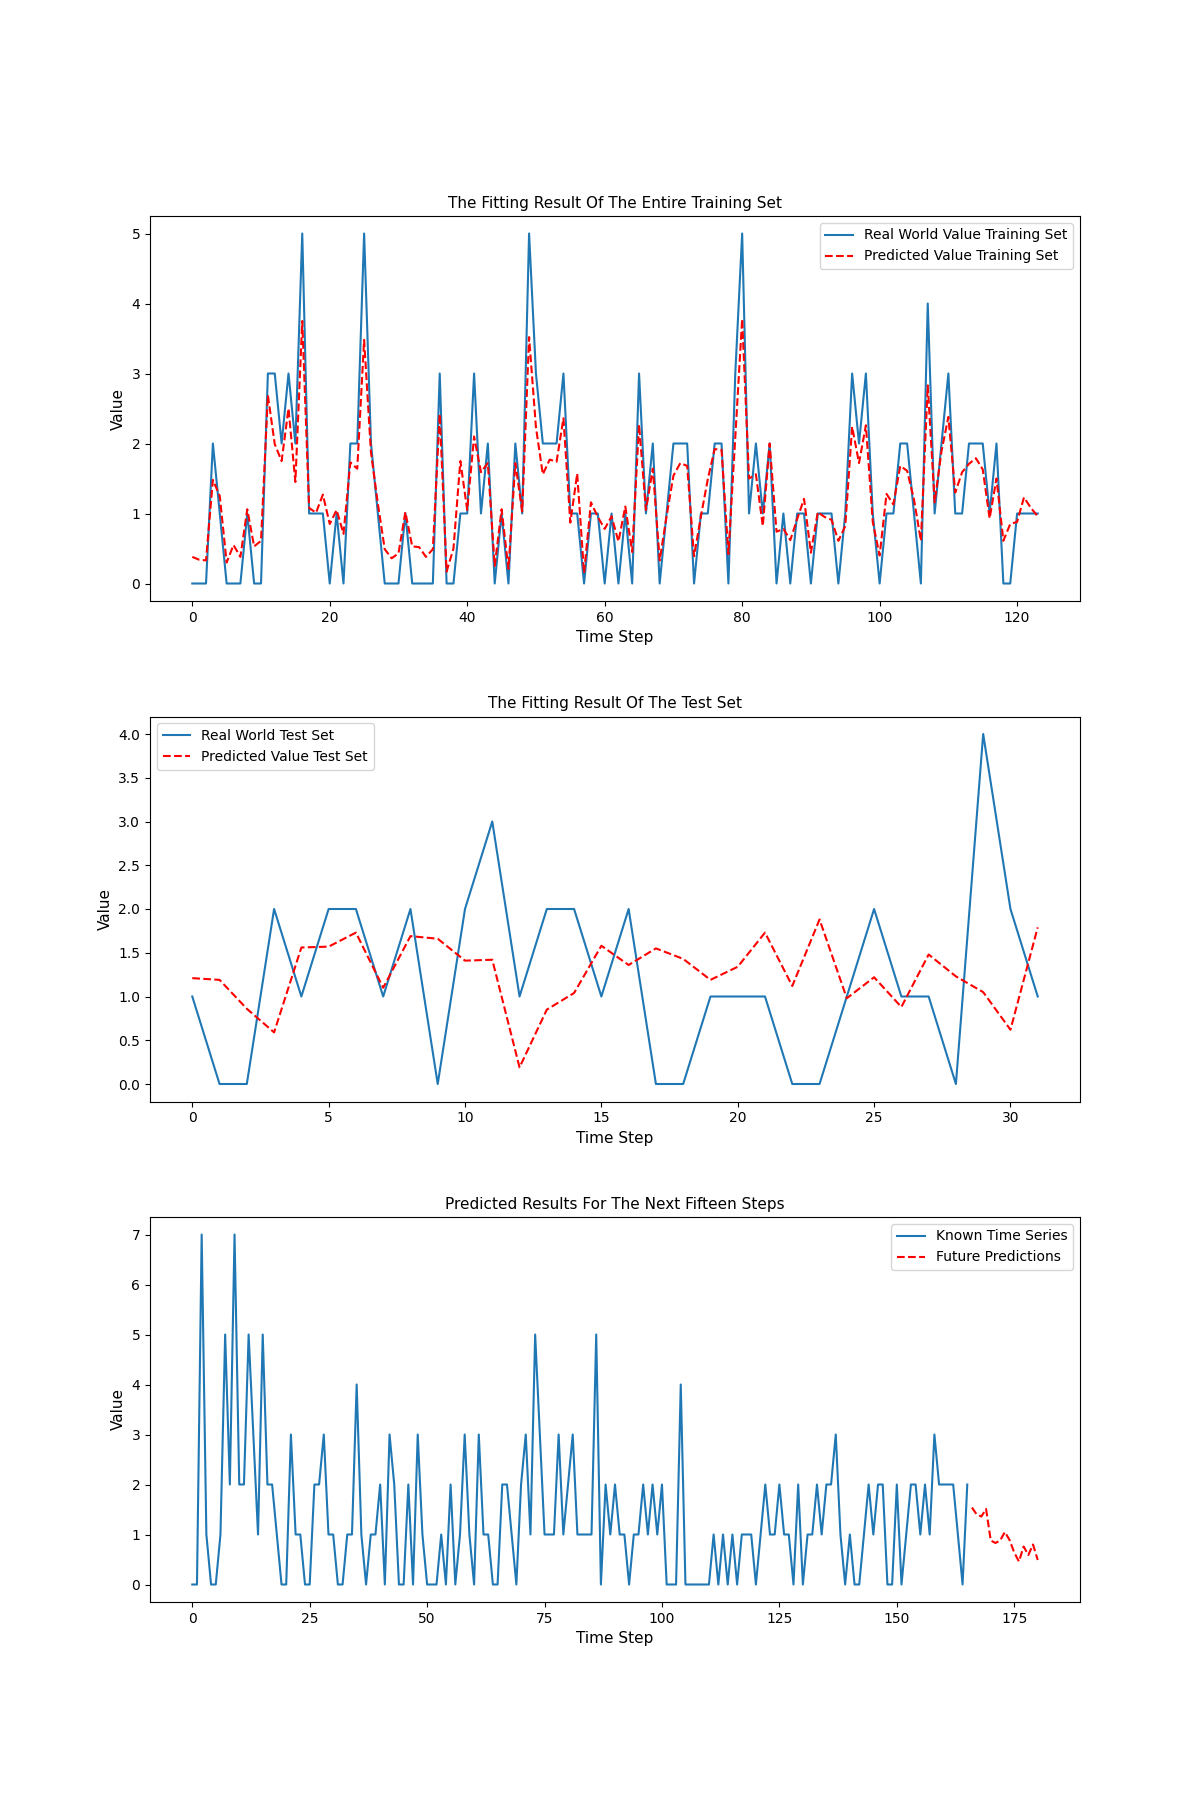 The Fitting Result Of The Entire Training Set
Real World Value Training Set
Predicted Value Training Set
Value
5
4
3
2
1
0
0 20 40 60 80 100 120
Time Step
The Fitting Result Of The Test Set
Real World Test Set
Predicted Value Test Set
Value
4.0
3.5
3.0
2.5
2.0
1.5
1.0
0.5
0.0
0 5 10 15 20 25 30
Time Step
Predicted Results For The Next Fifteen Steps
Known Time Series
Future Predictions
Value
7
6
5
4
3
2
1
0
0 25 50 75 100 125 150 175
Time Step